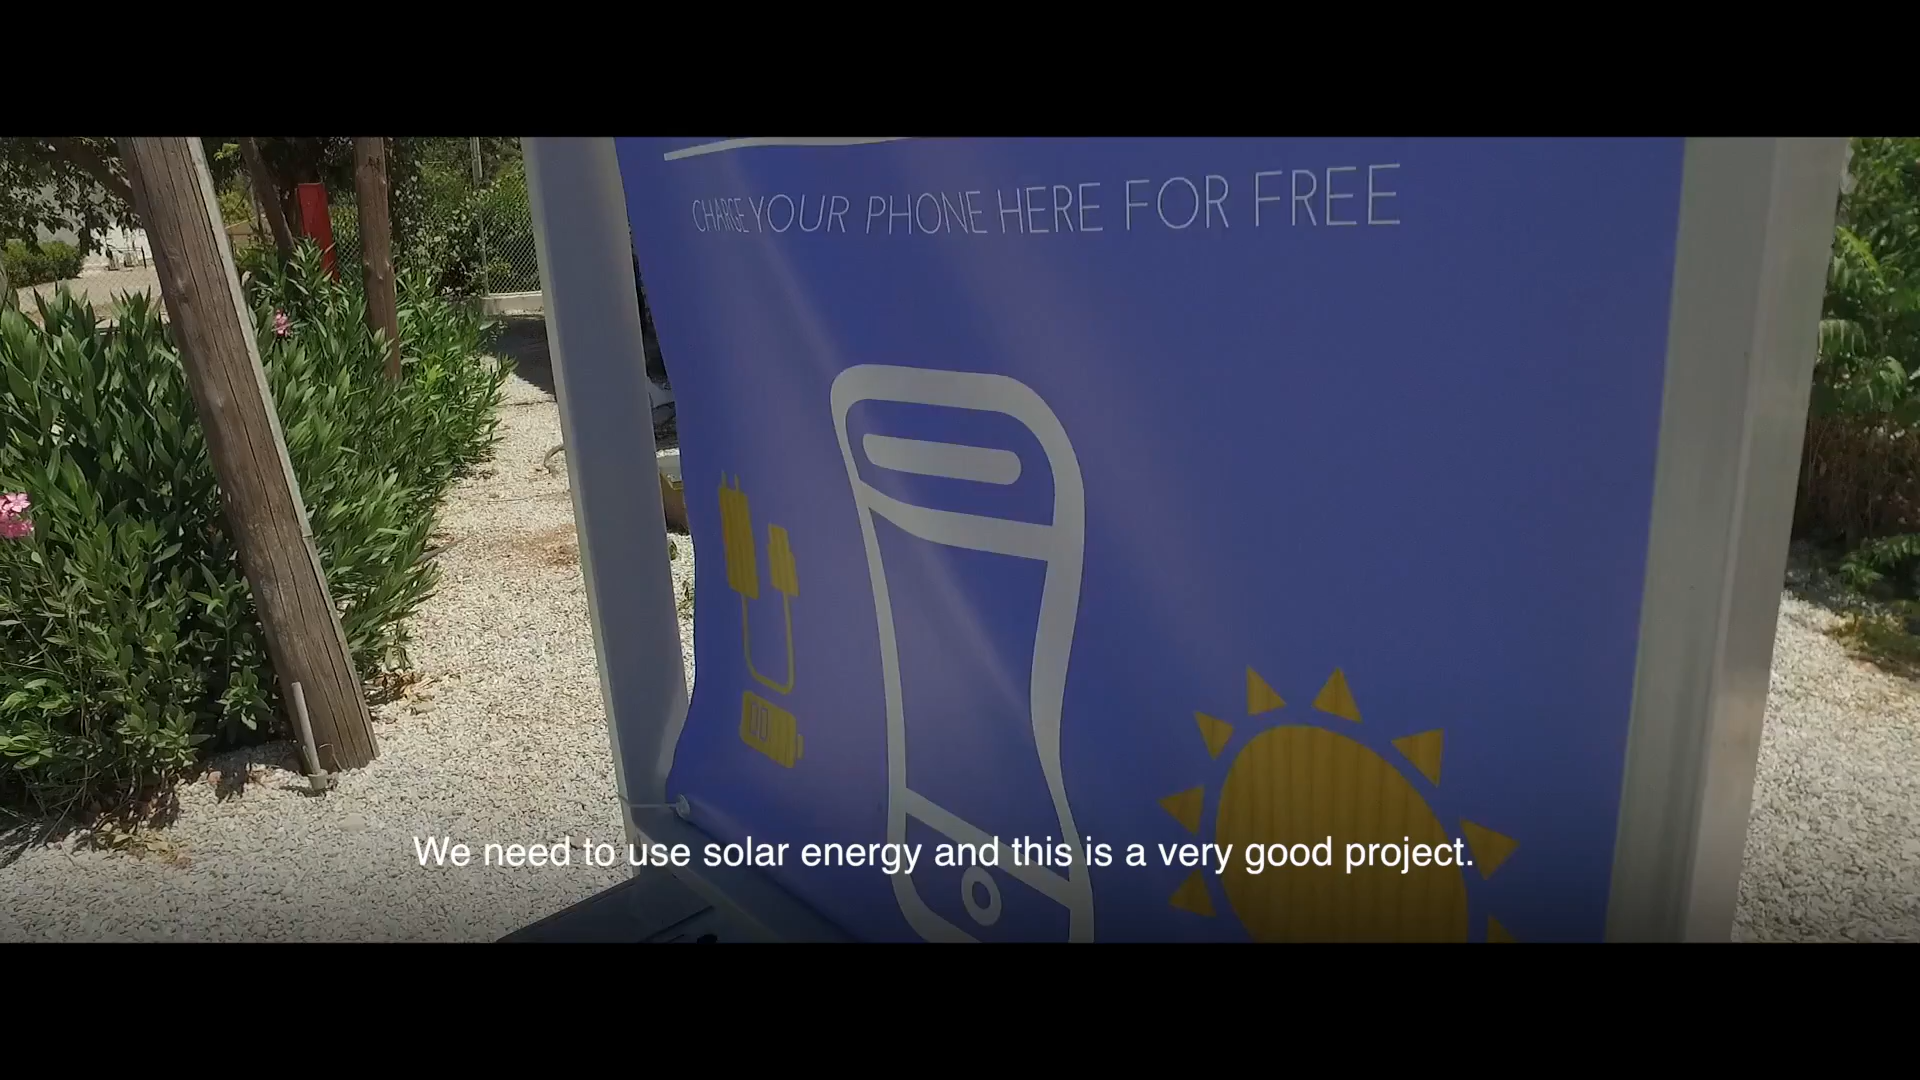 CHARGE YOUR PHONE HERE FOR FREE
We need to use solar energy and this is a very good project.